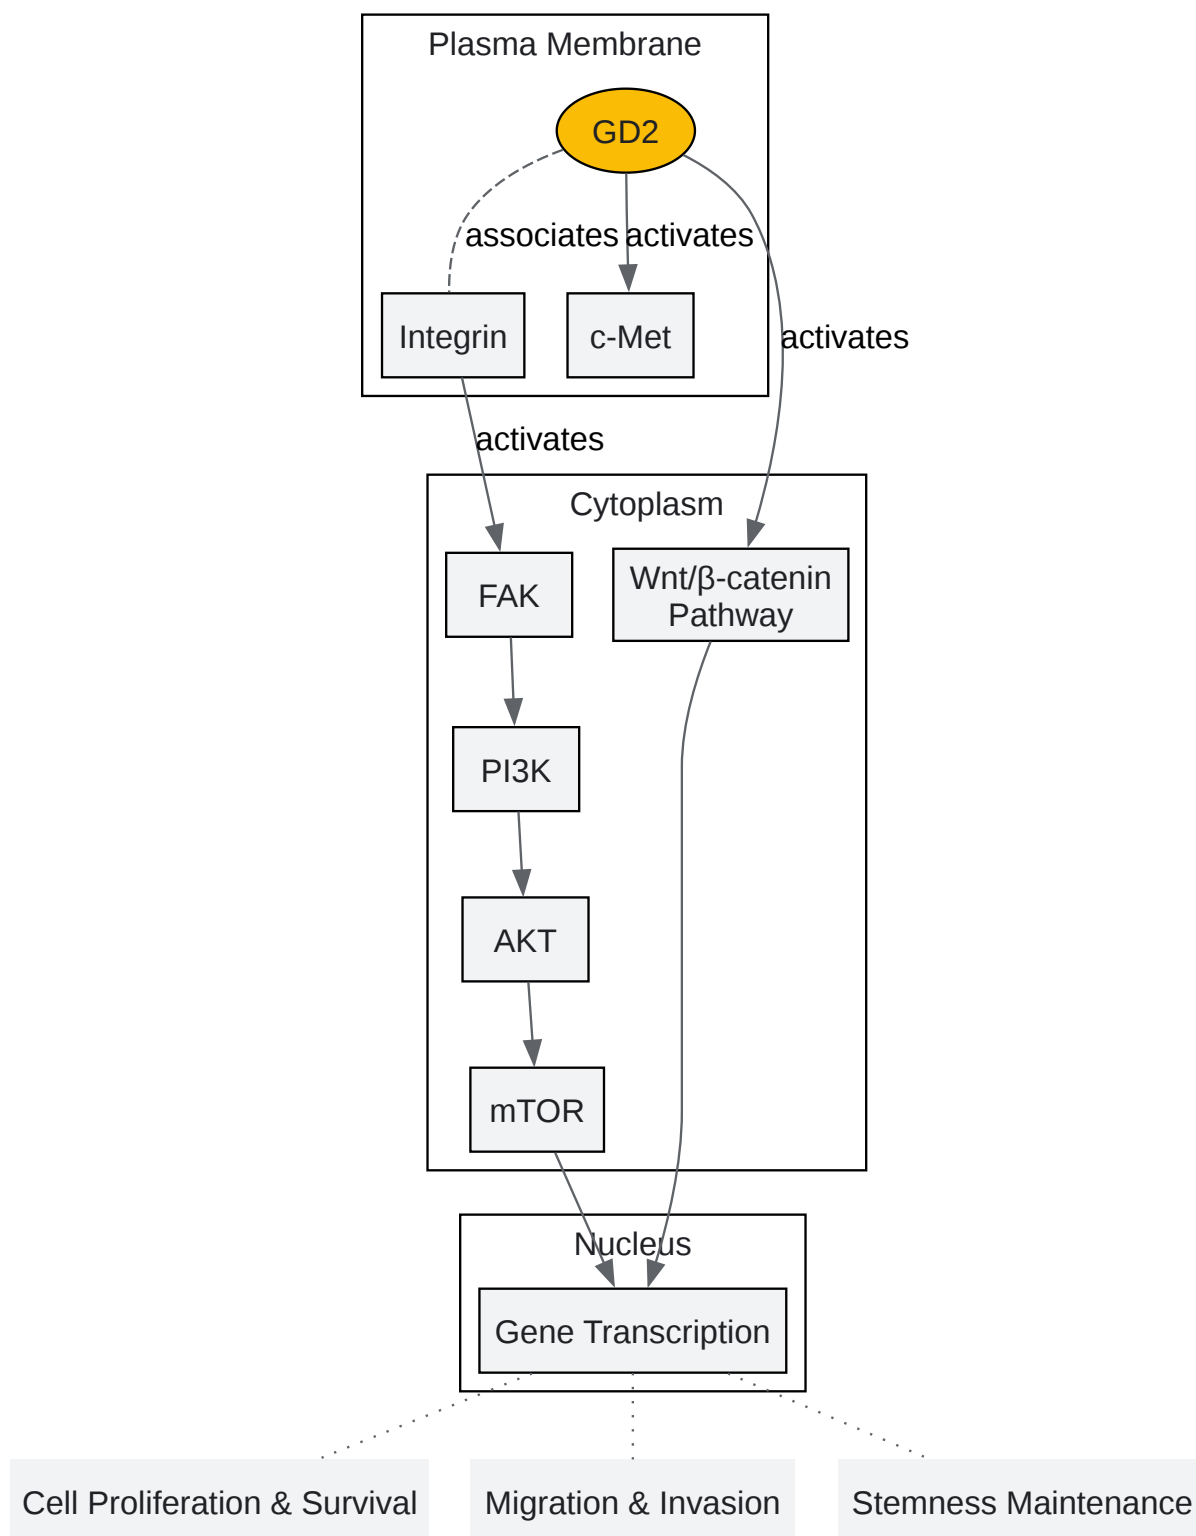 Plasma Membrane
GD2
associates
activates
Integrin
c-Met
activates
activates
Cytoplasm
FAK
Wnt/β-catenin
Pathway
PI3K
AKT
mTOR
Nucleus
Gene Transcription
Cell Proliferation & Survival
Migration & Invasion
Stemness Maintenance